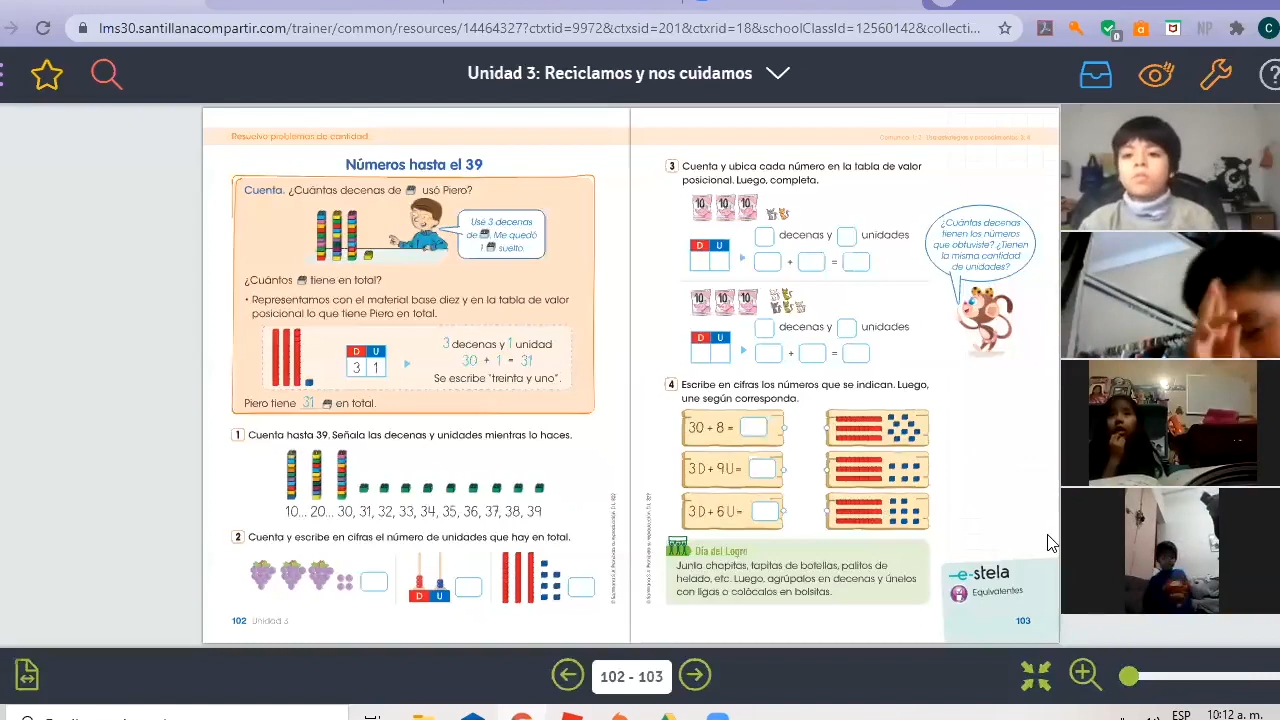 lms30.santillanacompartir.com/trainer/common/resources/14464327?ctxtid=9972&ctxsid=201&ctxrid=18&schoolClassId=12560142&collecti...
Unidad 3: Reciclamos y nos cuidamos
Resuelvo problemas de cantidad
Números hasta el 39
Cuenta. ¿Cuántas decenas de usó Piero?
Usé 3 decenas
de . Me quedó
1 suelto.
¿Cuántos tiene en total?
• Representamos con el material base diez y en la tabla de valor
posicional lo que tiene Piero en total.
D U
3 1
3 decenas y 1 unidad
30 + 1 = 31
Se escribe "treinta y uno".
Piero tiene 31 en total.
1 Cuenta hasta 39. Señala las decenas y unidades mientras lo haces.
10... 20... 30, 31, 32, 33, 34, 35, 36, 37, 38, 39
2 Cuenta y escribe en cifras el número de unidades que hay en total.
D U
102 Unidad 3
3 Cuenta y ubica cada número en la tabla de valor
posicional. Luego, completa.
10 10 10
D U
decenas y unidades
+ =
10 10 10
D U
decenas y unidades
+ =
¿Cuántas decenas
tienen los números
que obtuviste? ¿Tienen
la misma cantidad
de unidades?
4 Escribe en cifras los números que se indican. Luego,
une según corresponda.
30 + 8 =
3 D + 9 U =
3 D + 6 U =
Día del Logro
Junta chapitas, tapitas de botellas, palitos de
helado, etc. Luego, agrúpalos en decenas y únelos
con ligas o colócalos en bolsitas.
e-stela
Equivalentes
103
102 - 103
ESP 10:12 a. m.